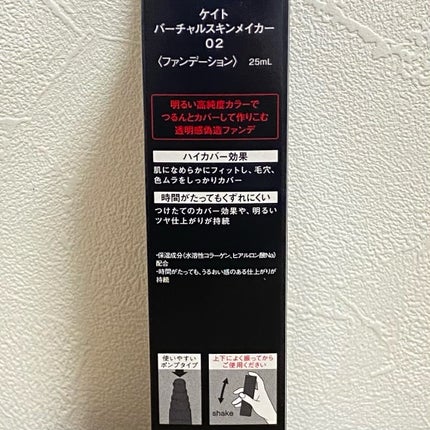 ケイト
バーチャルスキンメイカー
02
〈ファンデーション〉 25mL
明るい高純度カラーで
つるんとカバーして作りこむ
透明感偽造ファンデ
ハイカバー効果
肌になめらかにフィットし、毛穴、
色ムラをしっかりカバー
時間がたってもくずれにくい
つけたてのカバー効果や、明るい
ツヤ仕上がりが持続
・保湿成分(水溶性コラーゲン、ヒアルロン酸Na)
配合
・時間がたっても、うるおい感のある仕上がりが
持続
使いやすい
ポンプタイプ
上下によく振ってから
ご使用ください
shake